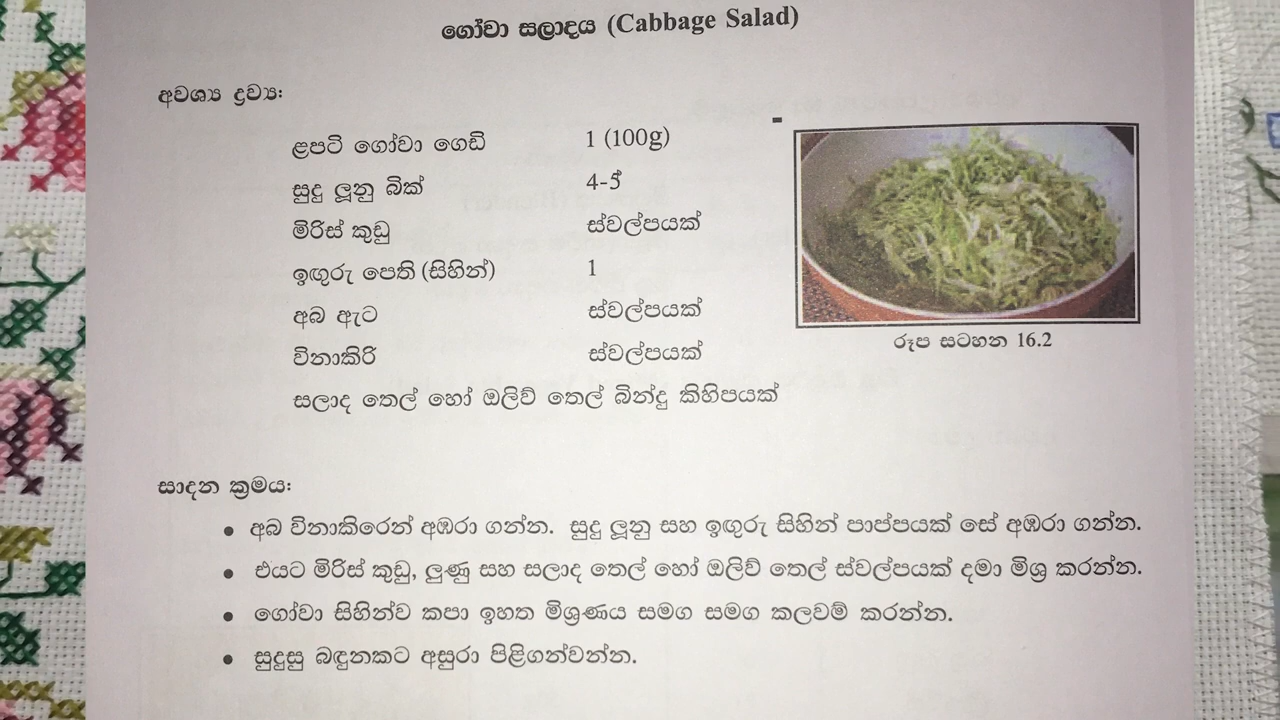 ගෝවා සලාදය (Cabbage Salad)
අවශ්‍ය ද්‍රව්‍ය:
ළපටි ගෝවා ගෙඩි 1 (100g)
සුදු ලූනු බික් 4-5
මිරිස් කුඩු ස්වල්පයක්
ඉඟුරු පෙති (සිහින්) 1
අබ ඇට ස්වල්පයක්
විනාකිරි ස්වල්පයක්
සලාද තෙල් හෝ ඔලිව් තෙල් බින්දු කිහිපයක්
රූප සටහන 16.2
සාදන ක්‍රමය:
• අබ විනාකිරෙන් අඹරා ගන්න. සුදු ලූනු සහ ඉඟුරු සිහින් පාප්පයක් සේ අඹරා ගන්න.
• එයට මිරිස් කුඩු, ලුණු සහ සලාද තෙල් හෝ ඔලිව් තෙල් ස්වල්පයක් දමා මිශ්‍ර කරන්න.
• ගෝවා සිහින්ව කපා ඉහත මිශ්‍රණය සමග සමග කලවම් කරන්න.
• සුදුසු බඳුනකට අසුරා පිළිගන්වන්න.